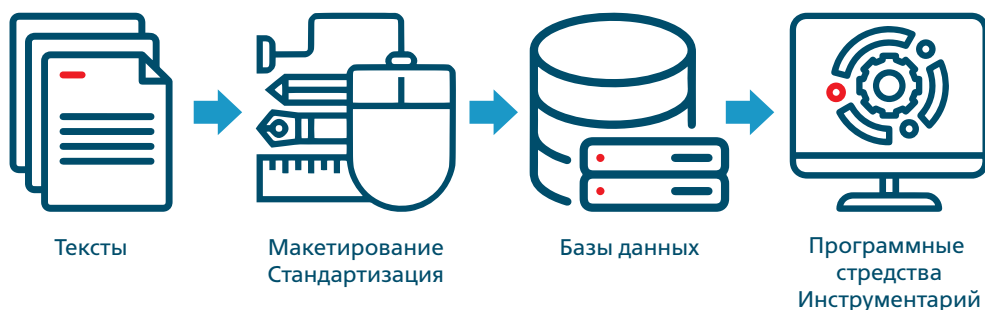 Тексты
Макетирование
Стандартизация
Базы данных
Программные
стредства
Инструментарий